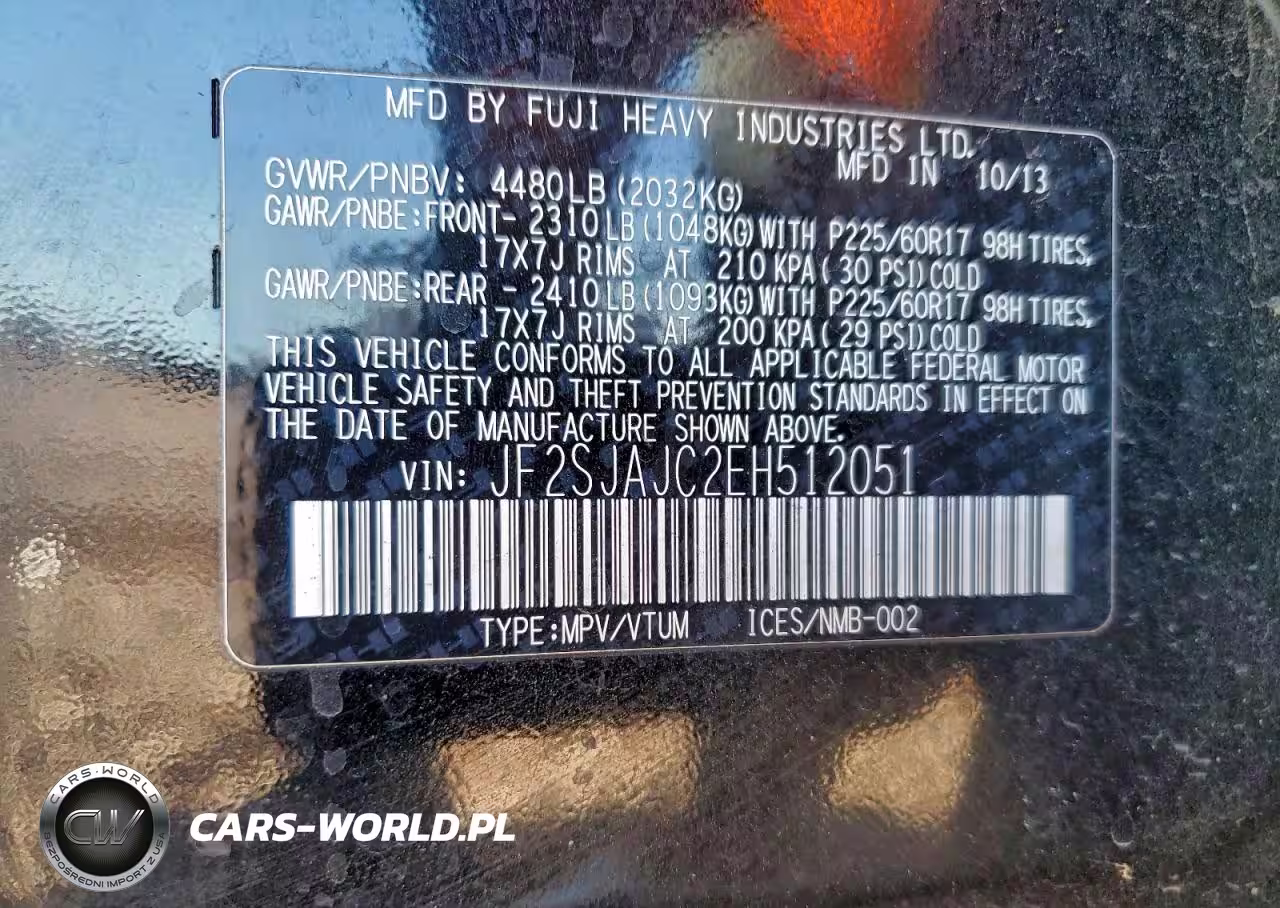 MFD BY FUJI HEAVY INDUSTRIES LTD.
MFD IN 10/13
GVWR/PNBV: 4480LB (2032KG)
GAWR/PNBE:FRONT- 2310LB(1048KG)WITH P225/60R17 98H TIRES,
17X7J RIMS AT 210 KPA( 30 PSI)COLD
GAWR/PNBE:REAR - 2410LB(1093KG)WITH P225/60R17 98H TIRES,
17X7J RIMS AT 200 KPA( 29 PSI)COLD
THIS VEHICLE CONFORMS TO ALL APPLICABLE FEDERAL MOTOR
VEHICLE SAFETY AND THEFT PREVENTION STANDARDS IN EFFECT ON
THE DATE OF MANUFACTURE SHOWN ABOVE.
VIN: JF2SJAJC2EH512051
TYPE:MPV/VTUM ICES/NMB-002
CARS-WORLD
CW
BEZPOŚREDNI IMPORT Z USA
CARS-WORLD.PL